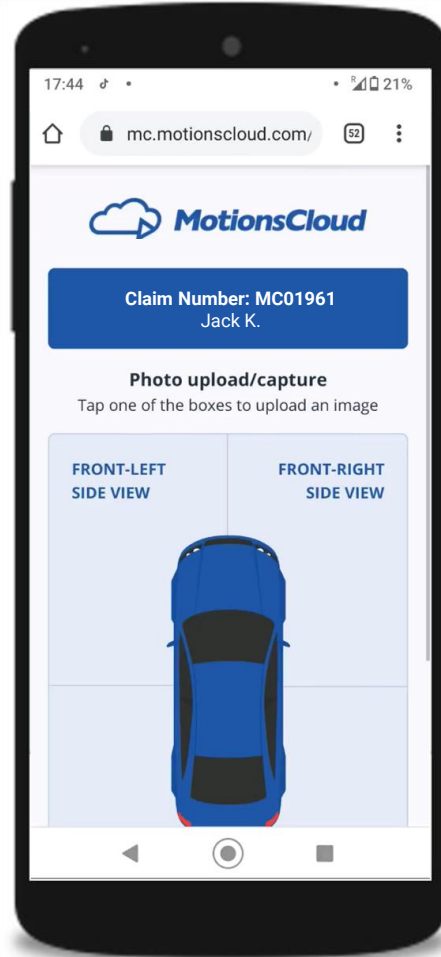 17:44
R 21%
mc.motionscloud.com/
52
MotionsCloud
Claim Number: MC01961
Jack K.
Photo upload/capture
Tap one of the boxes to upload an image
FRONT-LEFT FRONT-RIGHT
SIDE VIEW SIDE VIEW